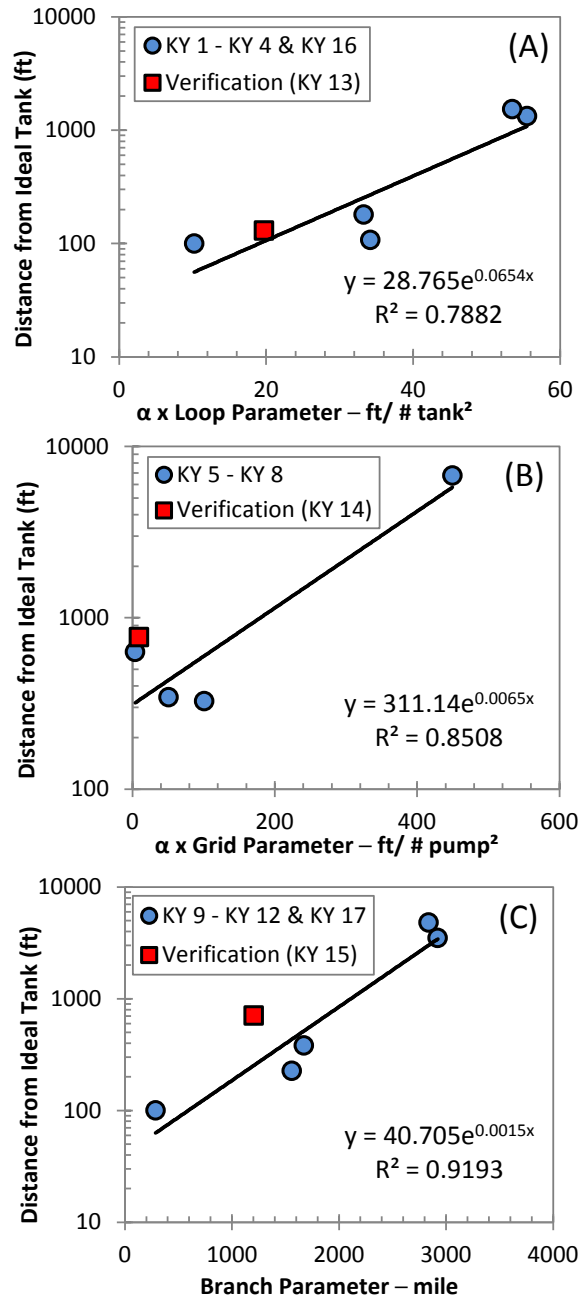 10000
1000
100
10
Distance from Ideal Tank (ft)
KY 1 - KY 4 & KY 16
Verification (KY 13)
(A)
y = 28.765e^0.0654x
R² = 0.7882
0 20 40 60
α x Loop Parameter – ft/ # tank²
10000
1000
100
Distance from Ideal Tank (ft)
KY 5 - KY 8
Verification (KY 14)
(B)
y = 311.14e^0.0065x
R² = 0.8508
0 200 400 600
α x Grid Parameter – ft/ # pump²
10000
1000
100
10
Distance from Ideal Tank (ft)
KY 9 - KY 12 & KY 17
Verification (KY 15)
(C)
y = 40.705e^0.0015x
R² = 0.9193
0 1000 2000 3000 4000
Branch Parameter – mile